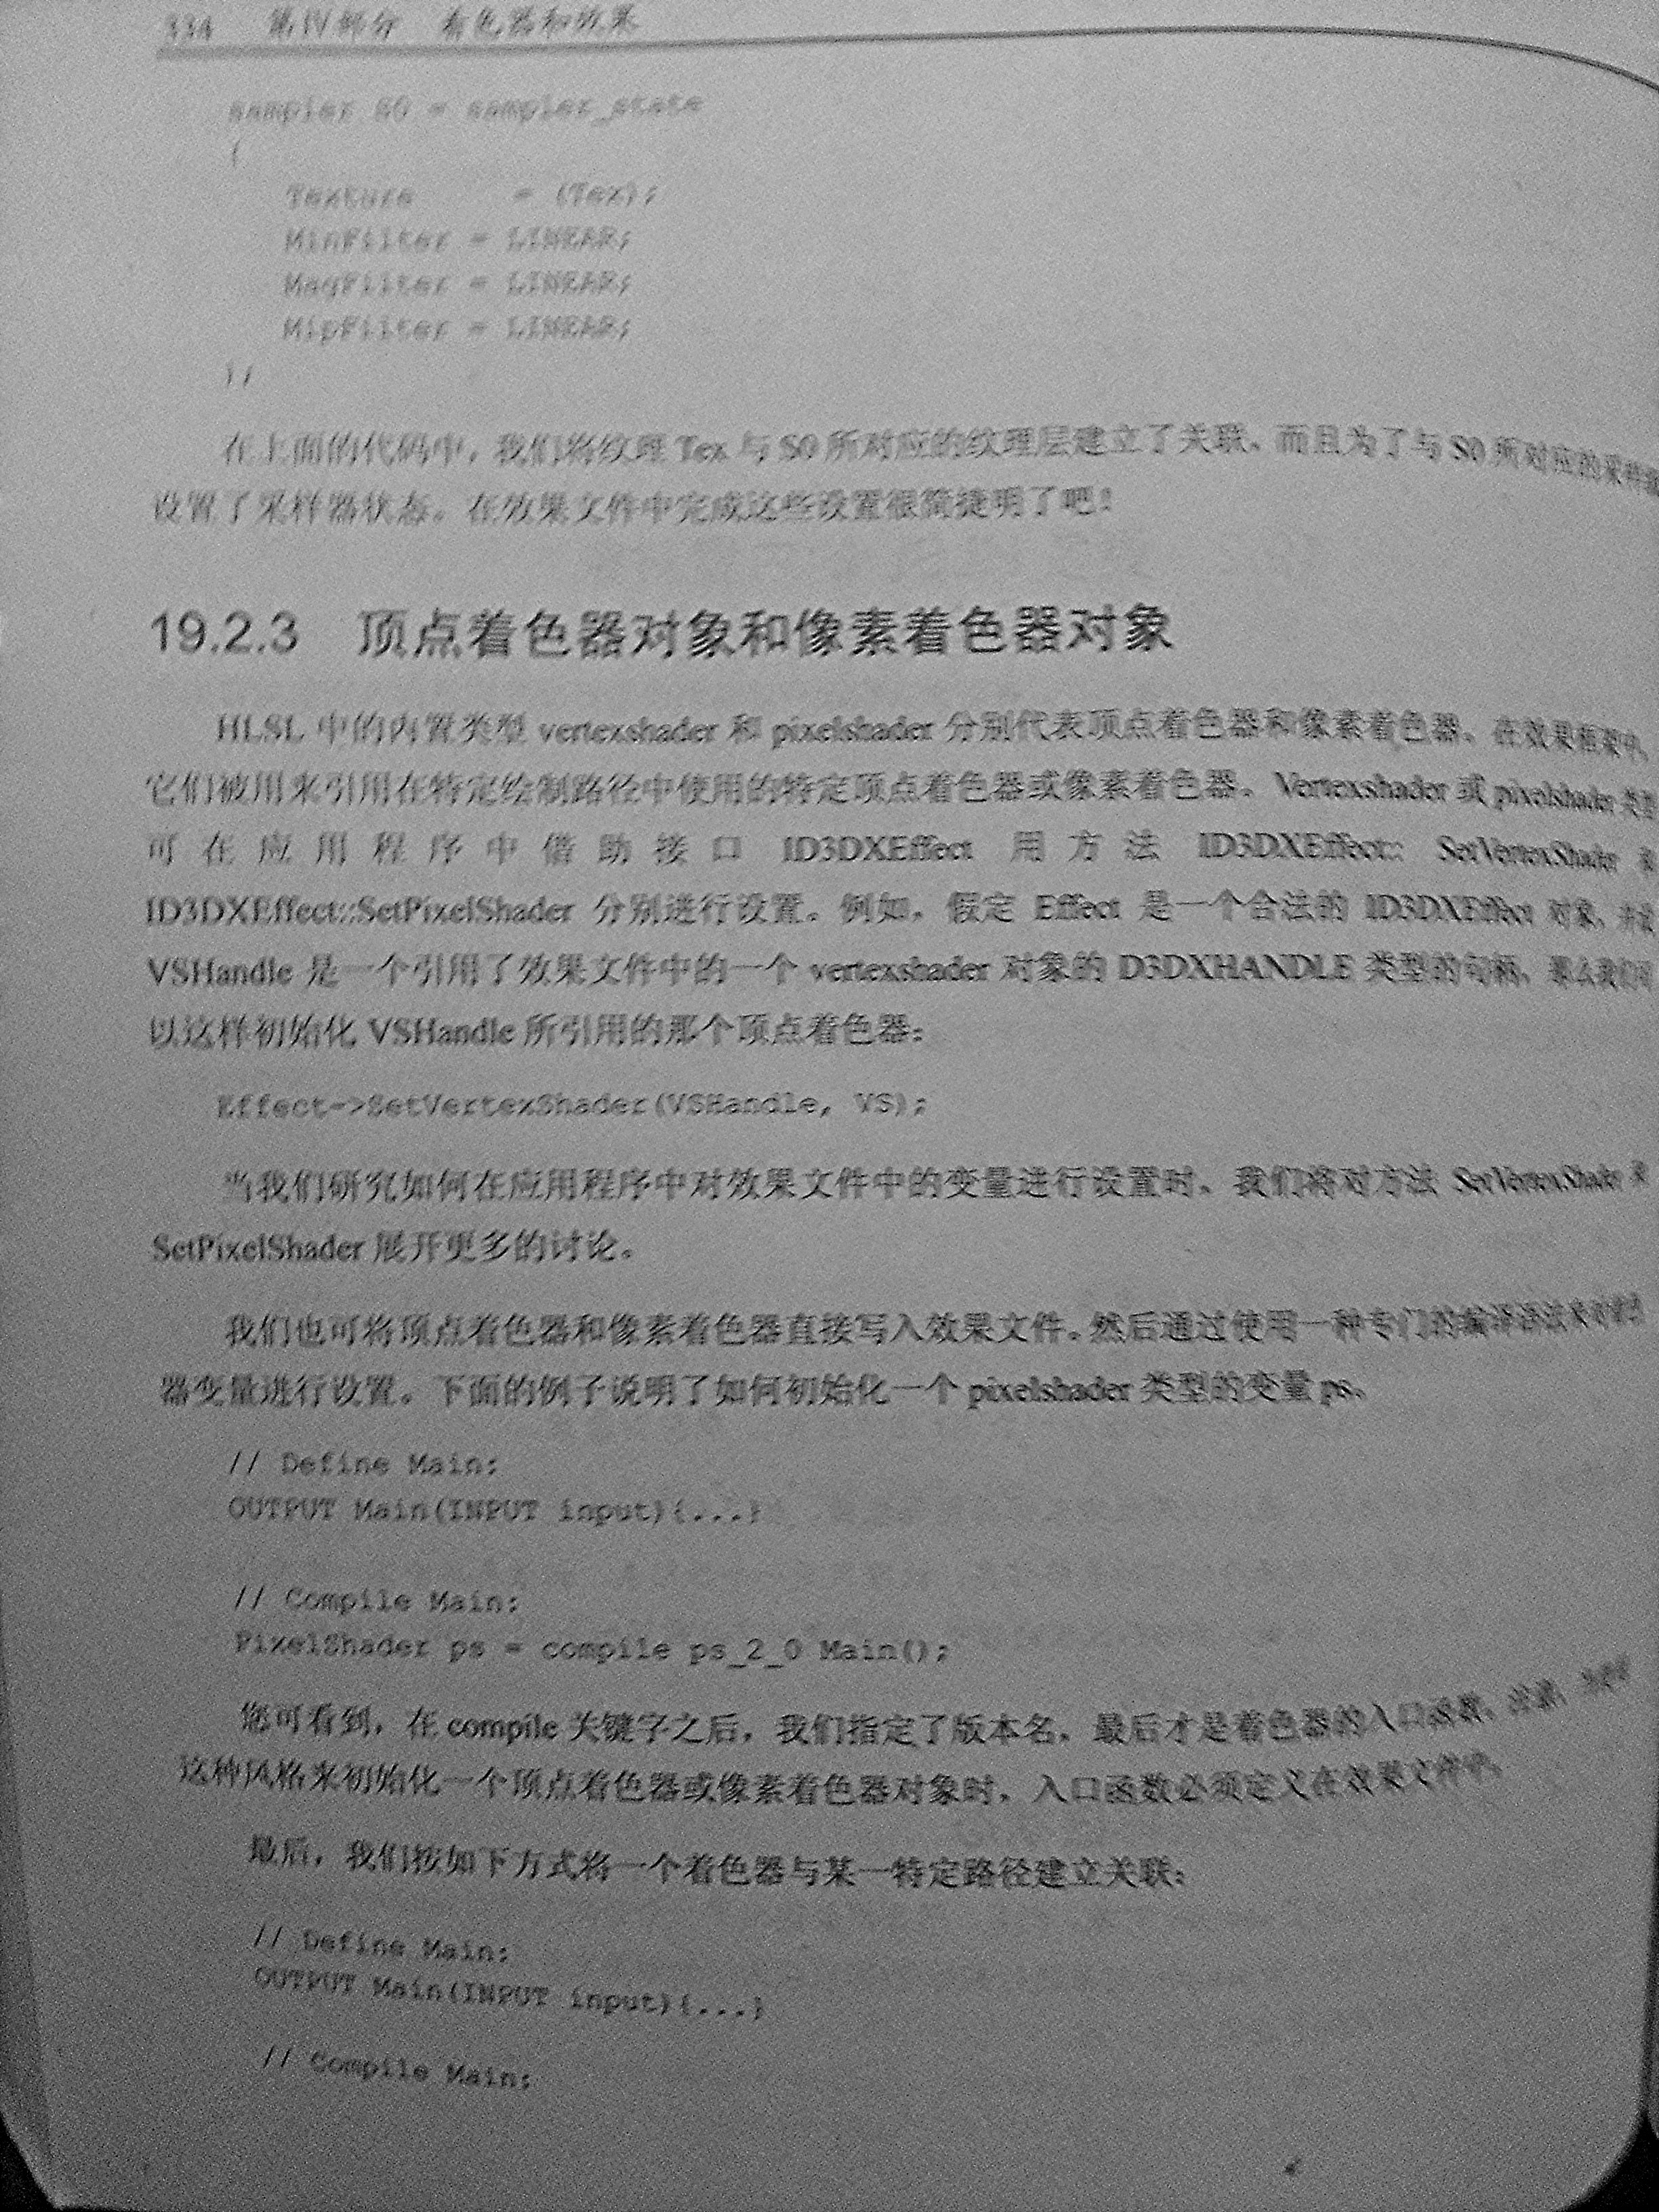 334 第IV部分 着色器和效果
sampler S0 = sampler_state
{
Texture = (Tex);
MinFilter = LINEAR;
MagFilter = LINEAR;
MipFilter = LINEAR;
};
在上面的代码中，我们将纹理 Tex 与 S0 所对应的纹理层建立了关联，而且为了与 S0 所对应的采样器
设置了采样器状态。在效果文件中完成这些设置很简捷明了吧！
19.2.3 顶点着色器对象和像素着色器对象
HLSL 中的内置类型 vertexshader 和 pixelshader 分别代表顶点着色器和像素着色器。在效果框架中，
它们被用来引用在特定绘制路径中使用的特定顶点着色器或像素着色器。Vertexshader 或 pixelshader 类型
可在应用程序中借助接口 ID3DXEffect 用方法 ID3DXEffect:: SetVertexShader 和
ID3DXEffect::SetPixelShader 分别进行设置。例如，假定 Effect 是一个合法的 ID3DXEffect 对象，并且
VSHandle 是一个引用了效果文件中的一个 vertexshader 对象的 D3DXHANDLE 类型的句柄，那么我们可
以这样初始化 VSHandle 所引用的那个顶点着色器：
Effect->SetVertexShader(VSHandle, VS);
当我们研究如何在应用程序中对效果文件中的变量进行设置时，我们将对方法 SetVertexShader 和
SetPixelShader 展开更多的讨论。
我们也可将顶点着色器和像素着色器直接写入效果文件。然后通过使用一种专门的编译语法来对着色
器变量进行设置。下面的例子说明了如何初始化一个 pixelshader 类型的变量 ps。
// Define Main:
OUTPUT Main(INPUT input){...}
// Compile Main:
PixelShader ps = compile ps_2_0 Main();
您可看到，在 compile 关键字之后，我们指定了版本名，最后才是着色器的入口函数。注意，
这种风格来初始化一个顶点着色器或像素着色器对象时，入口函数必须定义在效果文件中。
最后，我们按如下方式将一个着色器与某一特定路径建立关联：
// Define Main:
OUTPUT Main(INPUT input){...}
// Compile Main: